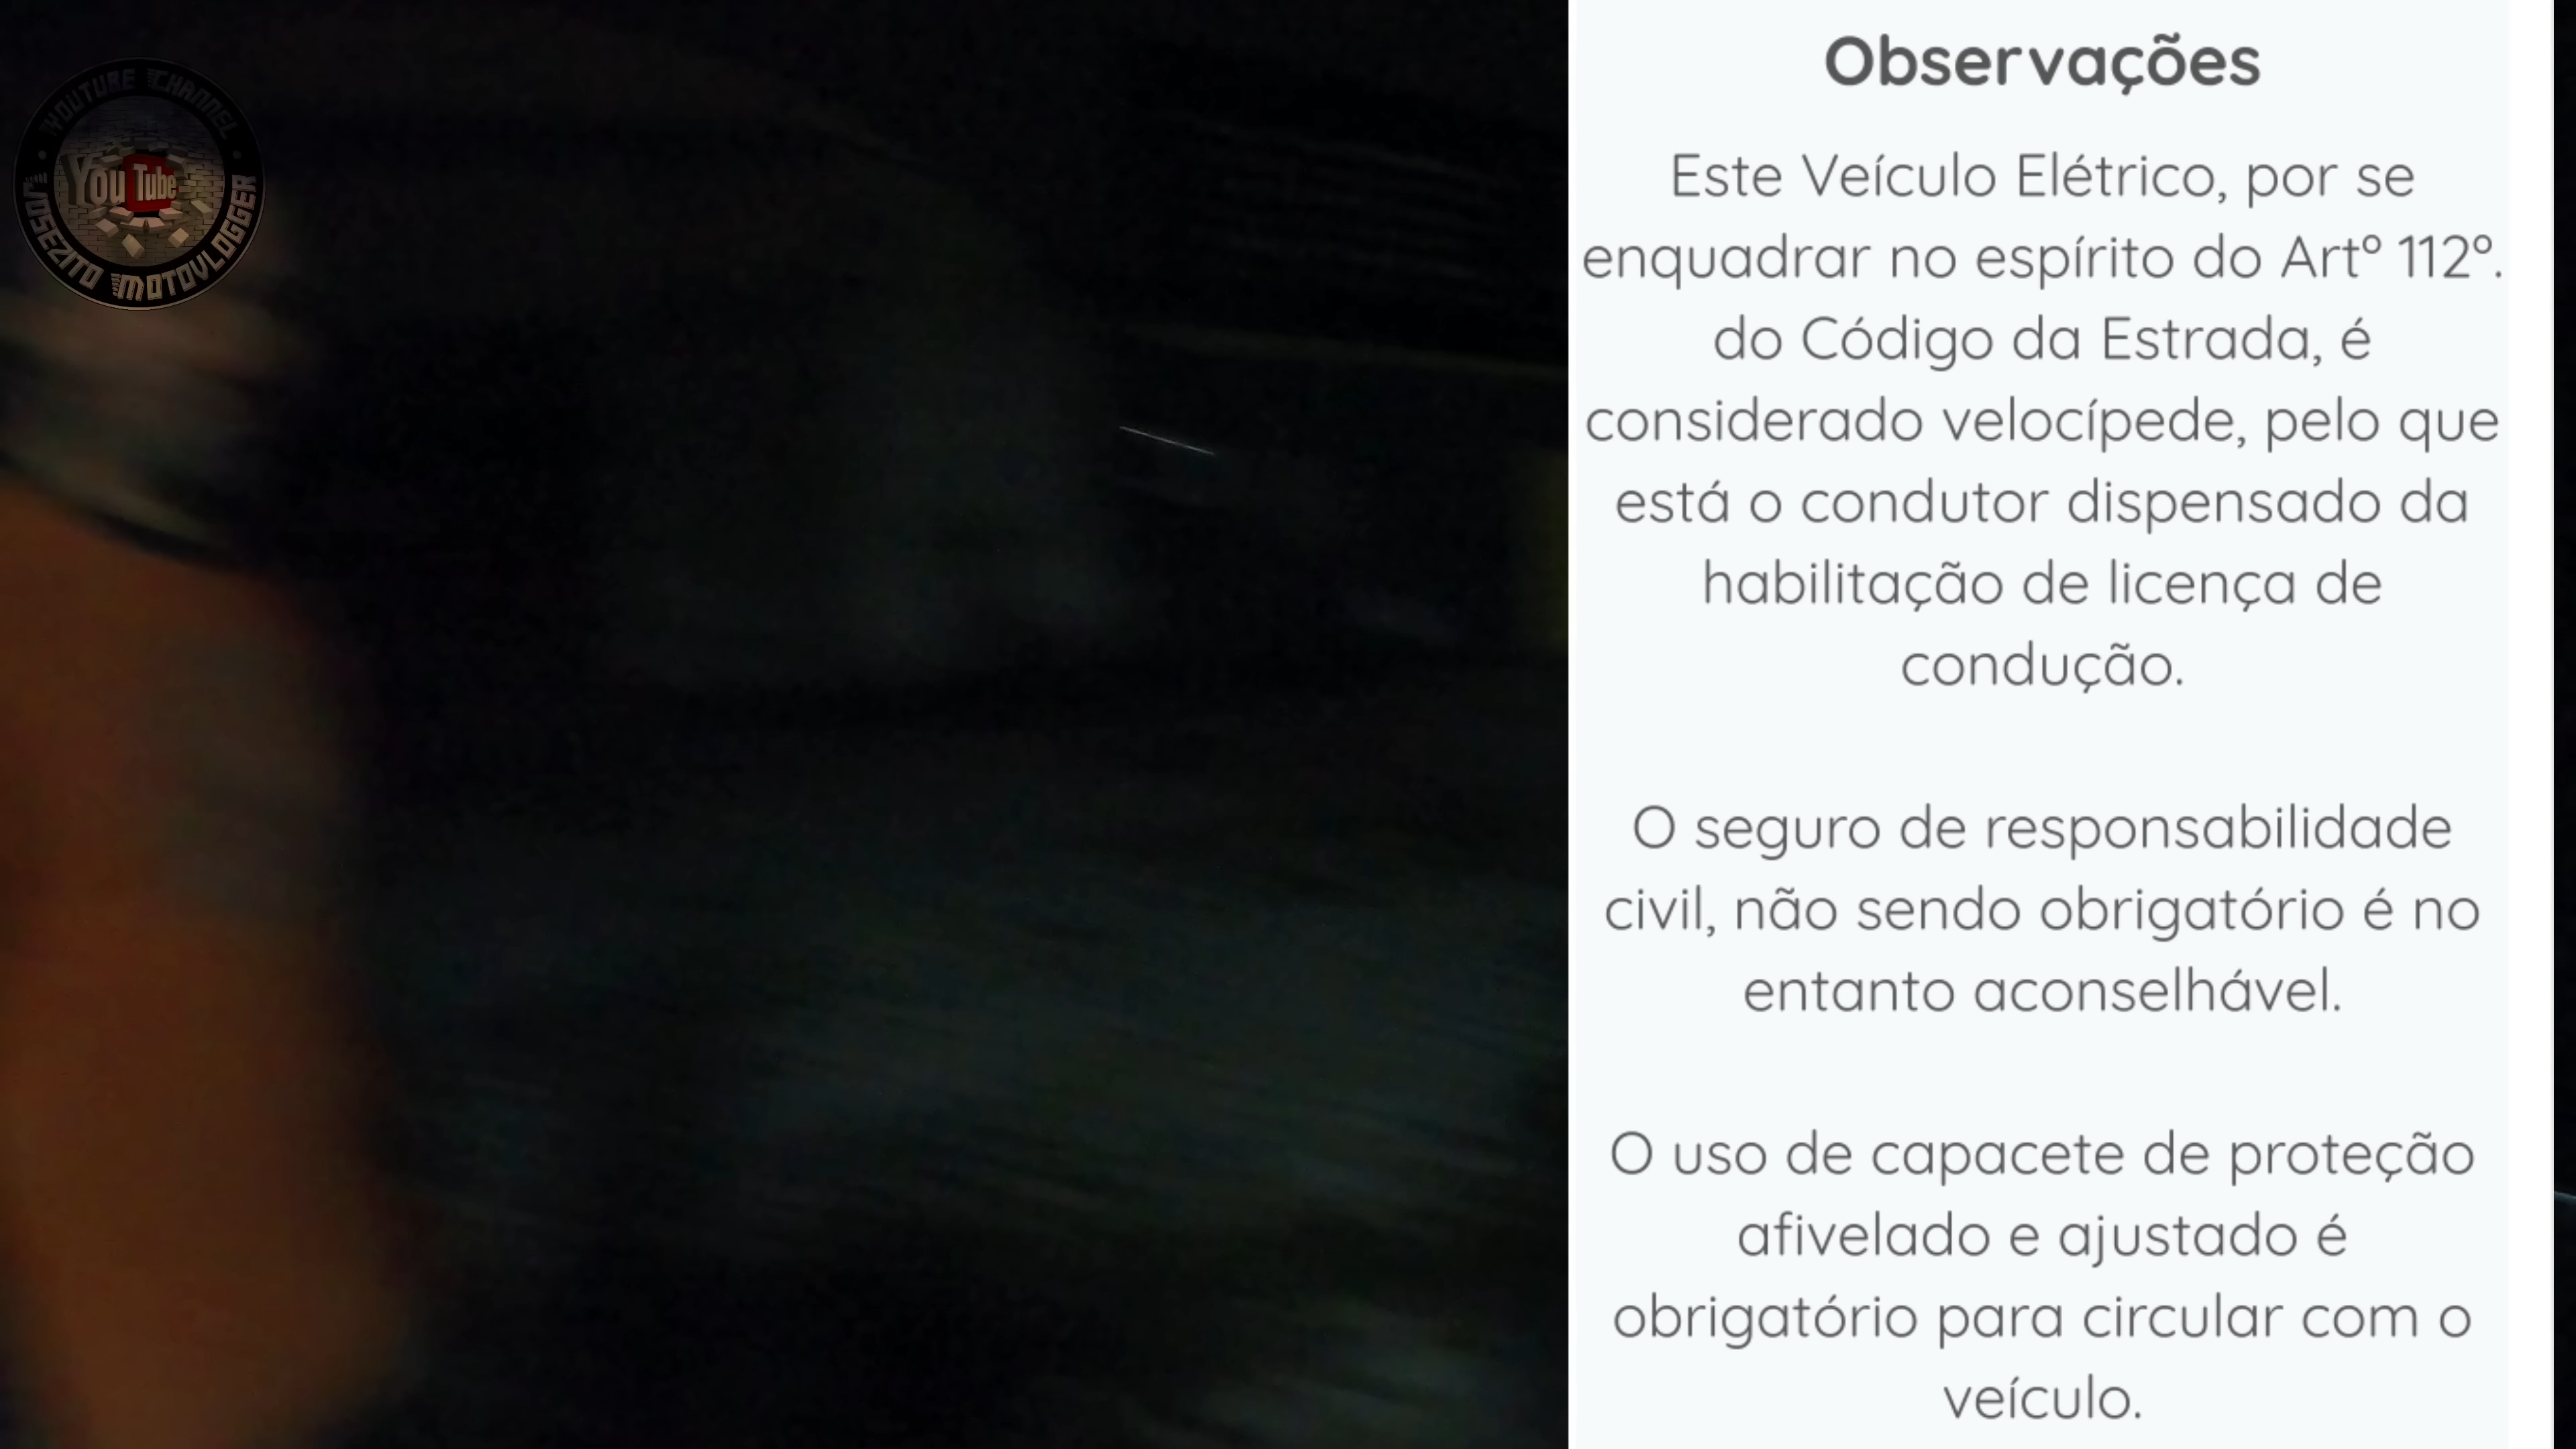 YOUTUBE CHANNEL
You Tube
JOSEZITO MOTOVLOGGER
Observações
Este Veículo Elétrico, por se
enquadrar no espírito do Artº 112º.
do Código da Estrada, é
considerado velocípede, pelo que
está o condutor dispensado da
habilitação de licença de
condução.
O seguro de responsabilidade
civil, não sendo obrigatório é no
entanto aconselhável.
O uso de capacete de proteção
afivelado e ajustado é
obrigatório para circular com o
veículo.